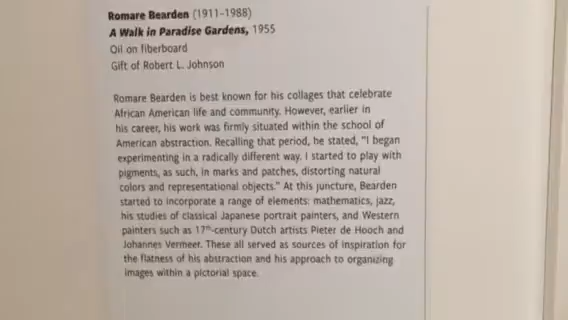 Romare Bearden (1911–1988)
A Walk in Paradise Gardens, 1955
Oil on fiberboard
Gift of Robert L. Johnson
Romare Bearden is best known for his collages that celebrate
African American life and community. However, earlier in
his career, his work was firmly situated within the school of
American abstraction. Recalling that period, he stated, "I began
experimenting in a radically different way. I started to play with
pigments, as such, in marks and patches, distorting natural
colors and representational objects." At this juncture, Bearden
started to incorporate a range of elements: mathematics, jazz,
his studies of classical Japanese portrait painters, and Western
painters such as 17th-century Dutch artists Pieter de Hooch and
Johannes Vermeer. These all served as sources of inspiration for
the flatness of his abstraction and his approach to organizing
images within a pictorial space.